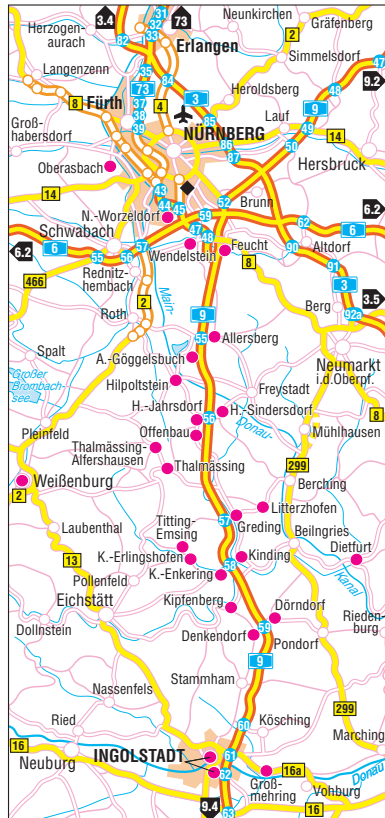 3.4
73
31
32
33
82
Neunkirchen
Gräfenberg
Herzogen-
aurach
Erlangen
2
Simmelsdorf
47
35
84
Langenzenn
9.2
8
Fürth
73
3
37
38
39
4
Heroldsberg
9
48
85
Lauf
49
Groß-
habersdorf
NÜRNBERG
86
87
14
50
Hersbruck
Oberasbach
43
14
44
45
52
Brunn
N.-Worzeldorf
59
62
6.2
6
Schwabach
57
47
48
Feucht
90
Altdorf
6.2
6
55
56
Wendelstein
8
91
466
Rednitz-
hembach
3
3.5
2
Main-
Roth
Berg
92a
9
55
Allersberg
Spalt
A.-Göggelsbuch
Neumarkt
i.d.Oberpf.
Großer
Brombach-
see
Hilpoltstein
Freystadt
H.-Jahrsdorf
56
H.-Sindersdorf
8
Pleinfeld
Offenbau
Donau-
Mühlhausen
Thalmässing-
Alfershausen
299
Thalmässing
Weißenburg
2
Berching
Litterzhofen
Laubenthal
Titting-
Emsing
57
Greding
Beilngries
13
K.-Erlingshofen
58
Kinding
Dietfurt
Pollenfeld
K.-Enkering
Kanal
Eichstätt
Kipfenberg
Dörndorf
Dollnstein
59
Rieden-
burg
Denkendorf
Pondorf
9
Stammham
Nassenfels
299
60
Ried
Kösching
Marching
16
INGOLSTADT
61
Neuburg
62
16a
Donau
Groß-
mehring
Vohburg
9.4
63
16